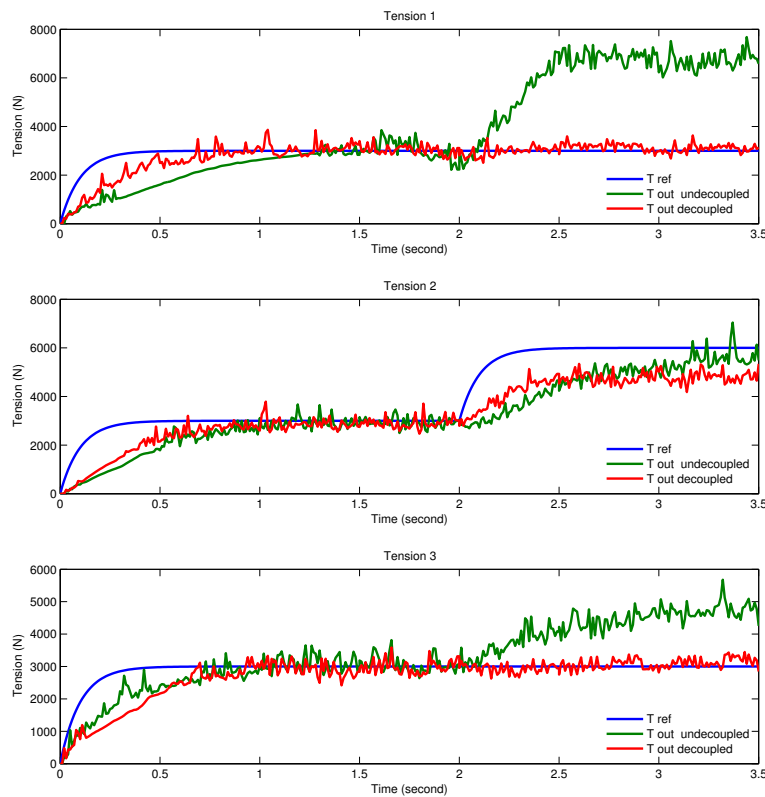 Tension 1
8000
6000
4000
2000
0
Tension (N)
T ref
T out  undecoupled
T out decoupled
0 0.5 1 1.5 2 2.5 3 3.5
Time (second)
Tension 2
8000
6000
4000
2000
0
Tension (N)
T ref
T out  undecoupled
T out decoupled
0 0.5 1 1.5 2 2.5 3 3.5
Time (second)
Tension 3
6000
5000
4000
3000
2000
1000
0
Tension (N)
T ref
T out  undecoupled
T out decoupled
0 0.5 1 1.5 2 2.5 3 3.5
Time (second)